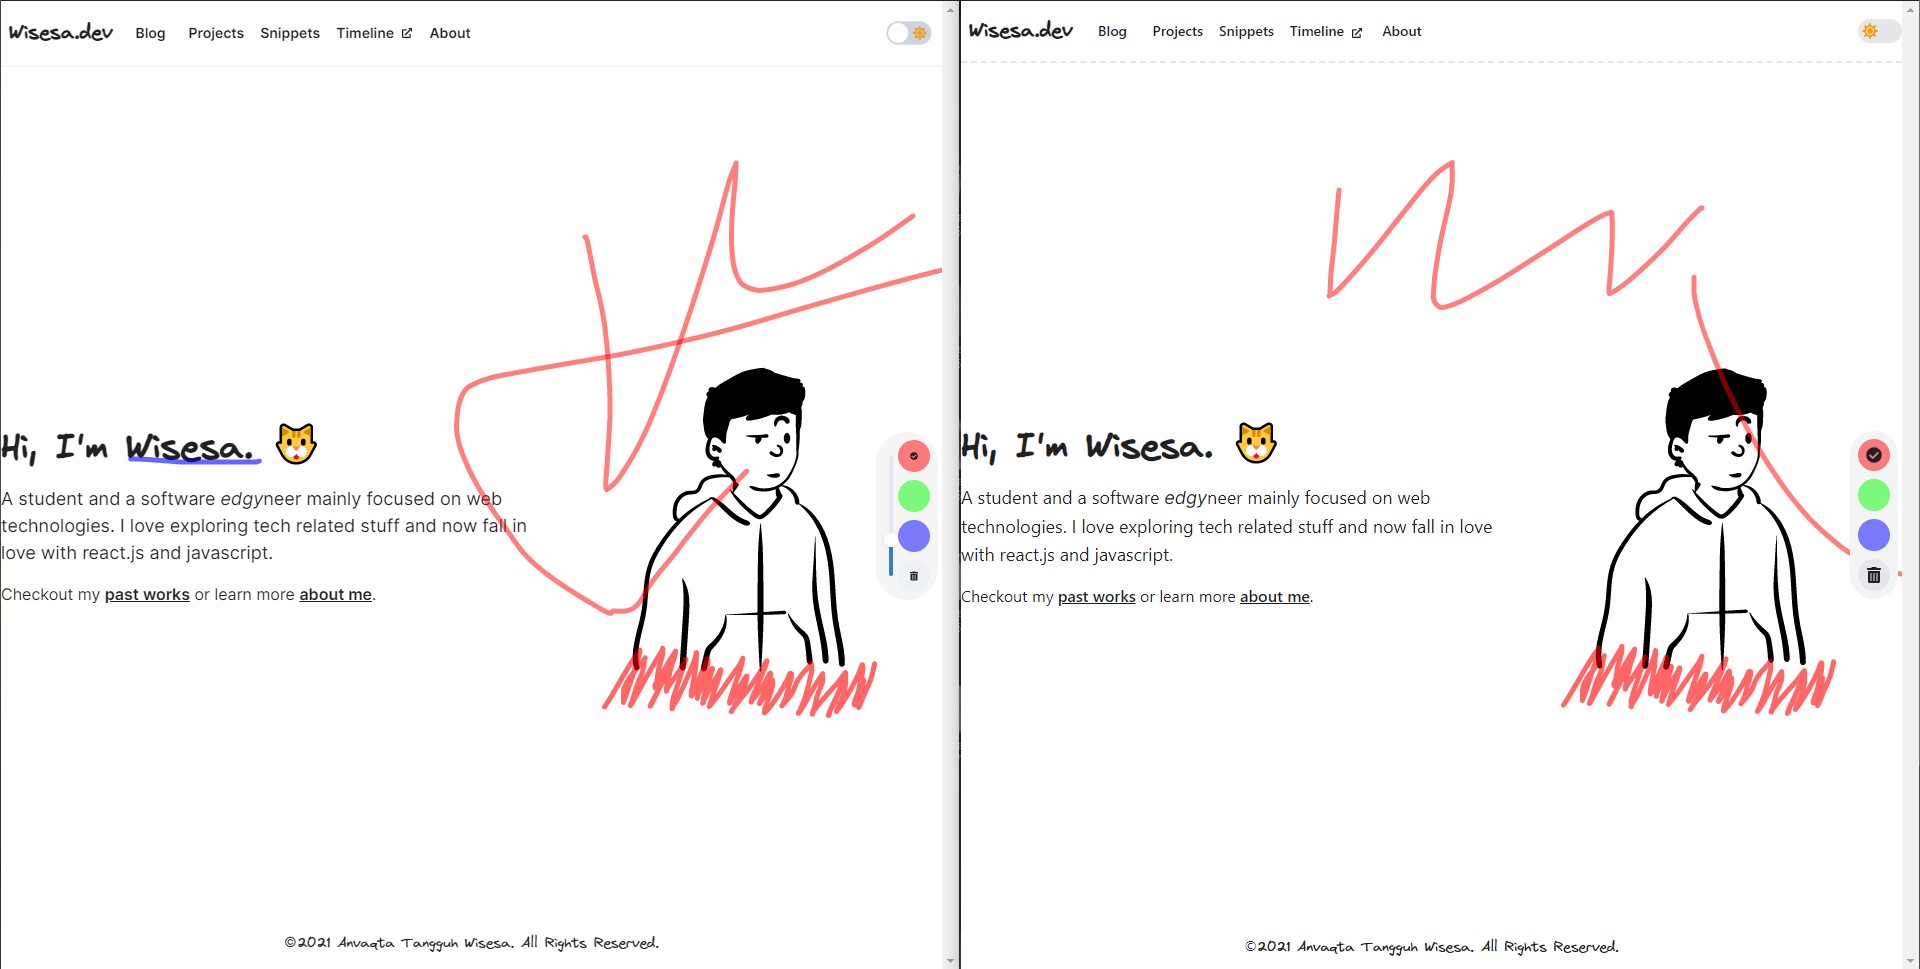 Wisesa.dev Blog Projects Snippets Timeline About
Hi, I'm Wisesa.
A student and a software edgyneer mainly focused on web
technologies. I love exploring tech related stuff and now fall in
love with react.js and javascript.
Checkout my past works or learn more about me.
©2021 Anvaqta Tangguh Wisesa. All Rights Reserved.
Wisesa.dev Blog Projects Snippets Timeline About
Hi, I'm Wisesa.
A student and a software edgyneer mainly focused on web
technologies. I love exploring tech related stuff and now fall in love
with react.js and javascript.
Checkout my past works or learn more about me.
©2021 Anvaqta Tangguh Wisesa. All Rights Reserved.